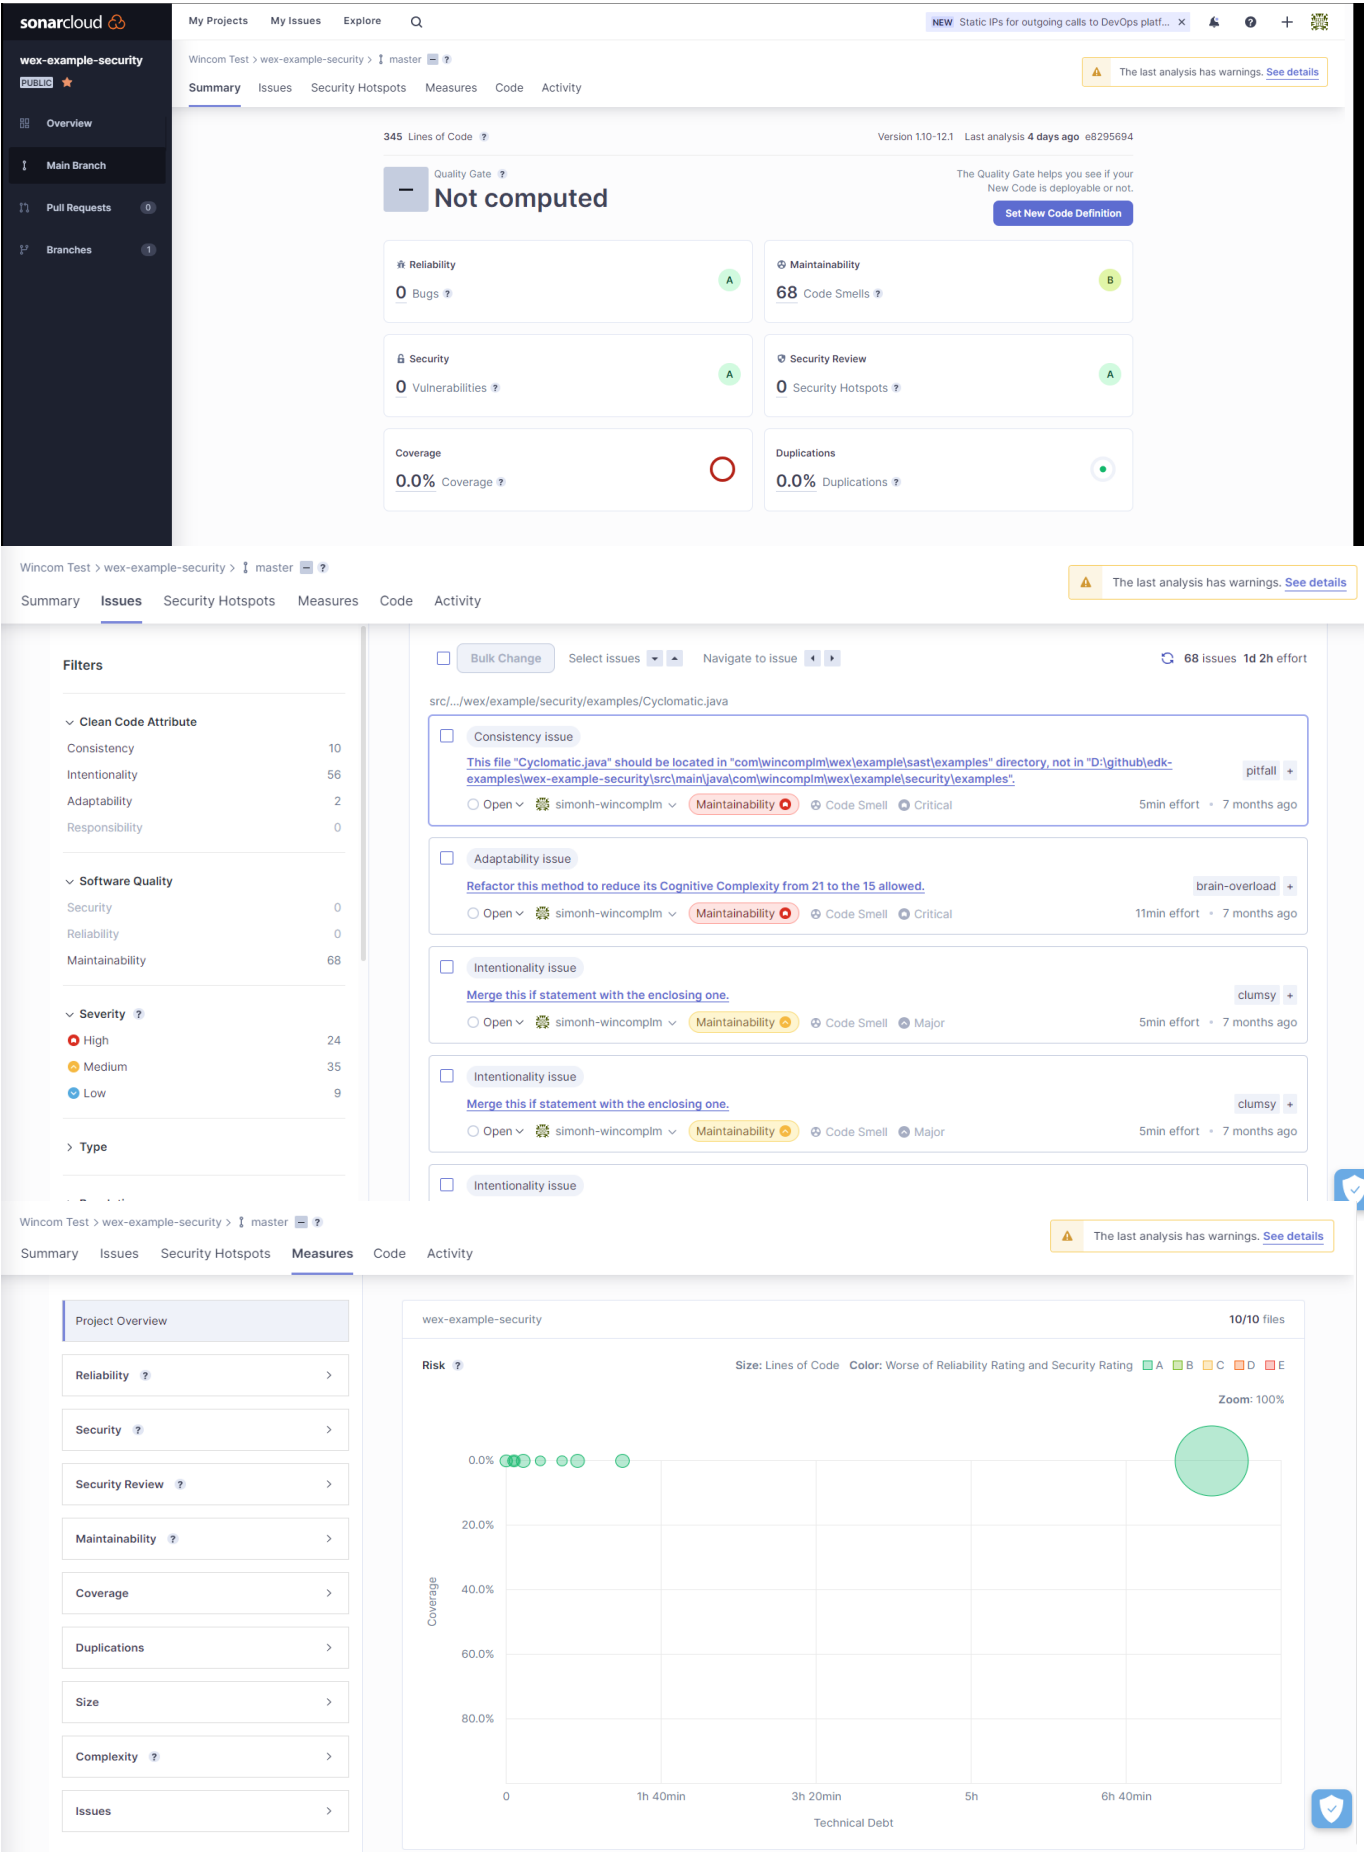 sonarcloud
My Projects My Issues Explore
NEW Static IPs for outgoing calls to DevOps platf...
wex-example-security
PUBLIC
Overview
Main Branch
Pull Requests 0
Branches 1
Wincom Test > wex-example-security > master
The last analysis has warnings. See details
Summary Issues Security Hotspots Measures Code Activity
345 Lines of Code ?
Version 1.10-12.1 Last analysis 4 days ago e8295694
Quality Gate ?
Not computed
The Quality Gate helps you see if your
New Code is deployable or not.
Set New Code Definition
Reliability
0 Bugs ?
A
Maintainability
68 Code Smells ?
B
Security
0 Vulnerabilities ?
A
Security Review
0 Security Hotspots ?
A
Coverage
0.0% Coverage ?
Duplications
0.0% Duplications ?
Wincom Test > wex-example-security > master ?
The last analysis has warnings. See details
Summary Issues Security Hotspots Measures Code Activity
Filters
Clean Code Attribute
Consistency 10
Intentionality 56
Adaptability 2
Responsibility 0
Software Quality
Security 0
Reliability 0
Maintainability 68
Severity ?
High 24
Medium 35
Low 9
Type
Bulk Change Select issues Navigate to issue
68 issues 1d 2h effort
src/.../wex/example/security/examples/Cyclomatic.java
Consistency issue
This file "Cyclomatic.java" should be located in "com\wincomplm\wex\example\sast\examples" directory, not in "D:\github\edk-
examples\wex-example-security\src\main\java\com\wincomplm\wex\example\security\examples".
pitfall +
Open simonh-wincomplm Maintainability Code Smell Critical
5min effort • 7 months ago
Adaptability issue
Refactor this method to reduce its Cognitive Complexity from 21 to the 15 allowed.
brain-overload +
Open simonh-wincomplm Maintainability Code Smell Critical
11min effort • 7 months ago
Intentionality issue
Merge this if statement with the enclosing one.
clumsy +
Open simonh-wincomplm Maintainability Code Smell Major
5min effort • 7 months ago
Intentionality issue
Merge this if statement with the enclosing one.
clumsy +
Open simonh-wincomplm Maintainability Code Smell Major
5min effort • 7 months ago
Intentionality issue
Wincom Test > wex-example-security > master ?
The last analysis has warnings. See details
Summary Issues Security Hotspots Measures Code Activity
Project Overview
Reliability ?
Security ?
Security Review ?
Maintainability ?
Coverage
Duplications
Size
Complexity ?
Issues
wex-example-security
10/10 files
Risk ?
Size: Lines of Code Color: Worse of Reliability Rating and Security Rating A B C D E
Zoom: 100%
0.0%
20.0%
40.0%
60.0%
80.0%
Coverage
0 1h 40min 3h 20min 5h 6h 40min
Technical Debt